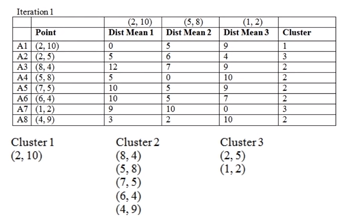 Iteration 1
(2, 10) (5, 8) (1, 2)
Point Dist Mean 1 Dist Mean 2 Dist Mean 3 Cluster
A1 (2, 10) 0 5 9 1
A2 (2, 5) 5 6 4 3
A3 (8, 4) 12 7 9 2
A4 (5, 8) 5 0 10 2
A5 (7, 5) 10 5 9 2
A6 (6, 4) 10 5 7 2
A7 (1, 2) 9 10 0 3
A8 (4, 9) 3 2 10 2
Cluster 1 Cluster 2 Cluster 3
(2, 10) (8, 4) (2, 5)
(5, 8) (1, 2)
(7, 5)
(6, 4)
(4, 9)